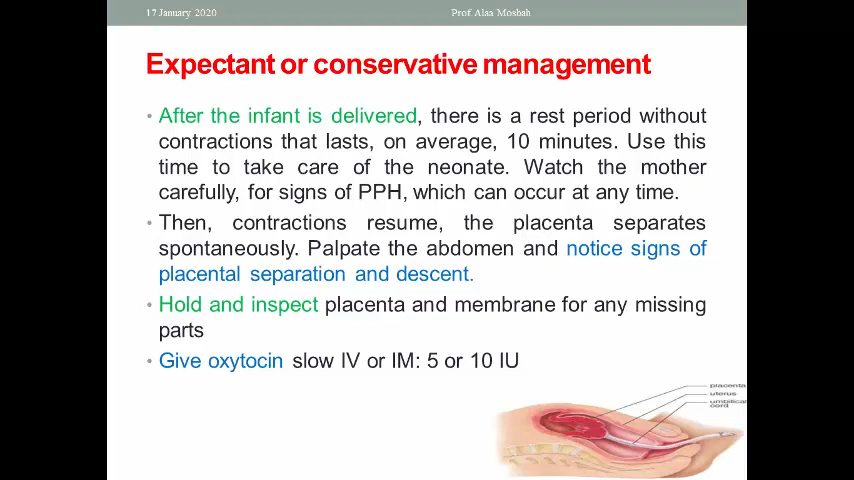 17 January 2020
Prof Alaa Mosbah
Expectant or conservative management
• After the infant is delivered, there is a rest period without
contractions that lasts, on average, 10 minutes. Use this
time to take care of the neonate. Watch the mother
carefully, for signs of PPH, which can occur at any time.
• Then, contractions resume, the placenta separates
spontaneously. Palpate the abdomen and notice signs of
placental separation and descent.
• Hold and inspect placenta and membrane for any missing
parts
• Give oxytocin slow IV or IM: 5 or 10 IU
placenta
uterus
umbilical
cord